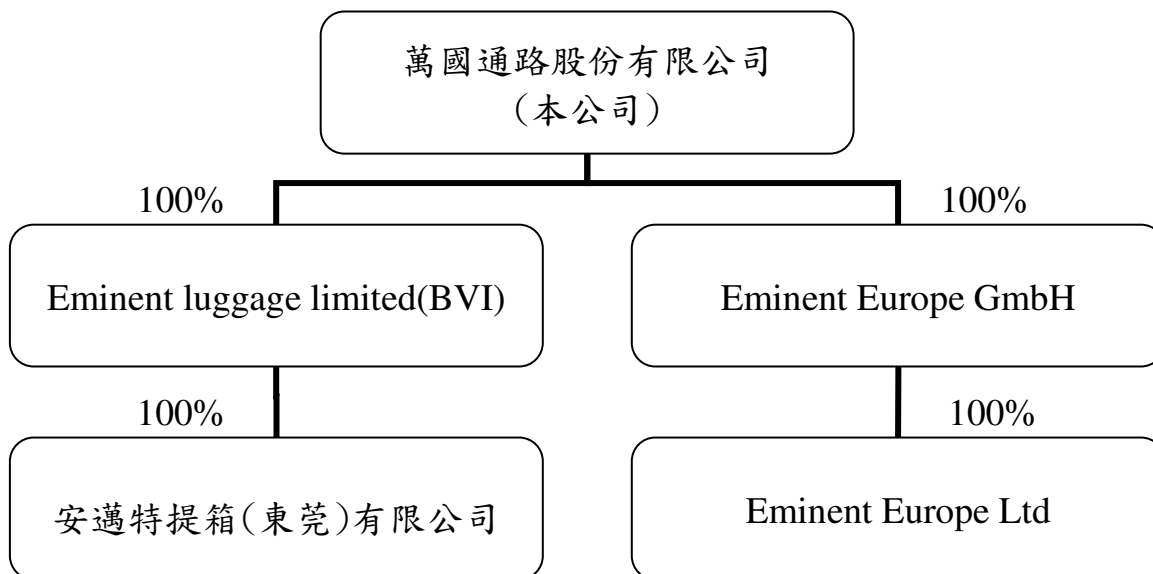 萬國通路股份有限公司
(本公司)
100%
100%
Eminent luggage limited(BVI)
Eminent Europe GmbH
100%
100%
安邁特提箱(東莞)有限公司
Eminent Europe Ltd